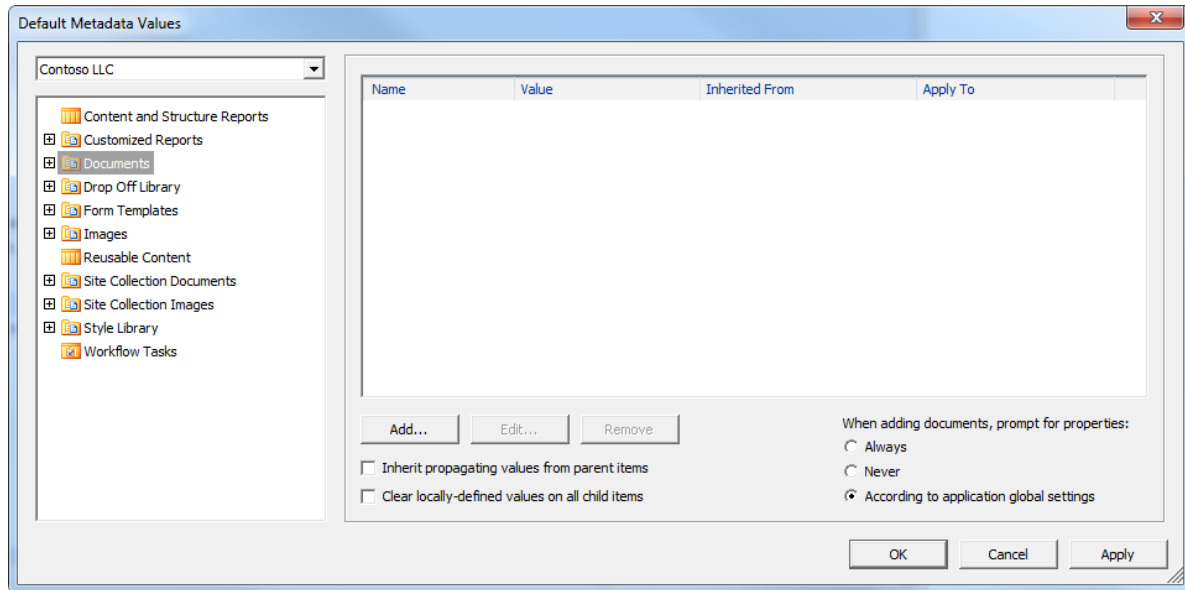 Default Metadata Values
Contoso LLC
Content and Structure Reports
Customized Reports
Documents
Drop Off Library
Form Templates
Images
Reusable Content
Site Collection Documents
Site Collection Images
Style Library
Workflow Tasks
Name Value Inherited From Apply To
Add... Edit... Remove
Inherit propagating values from parent items
Clear locally-defined values on all child items
When adding documents, prompt for properties:
Always
Never
According to application global settings
OK Cancel Apply